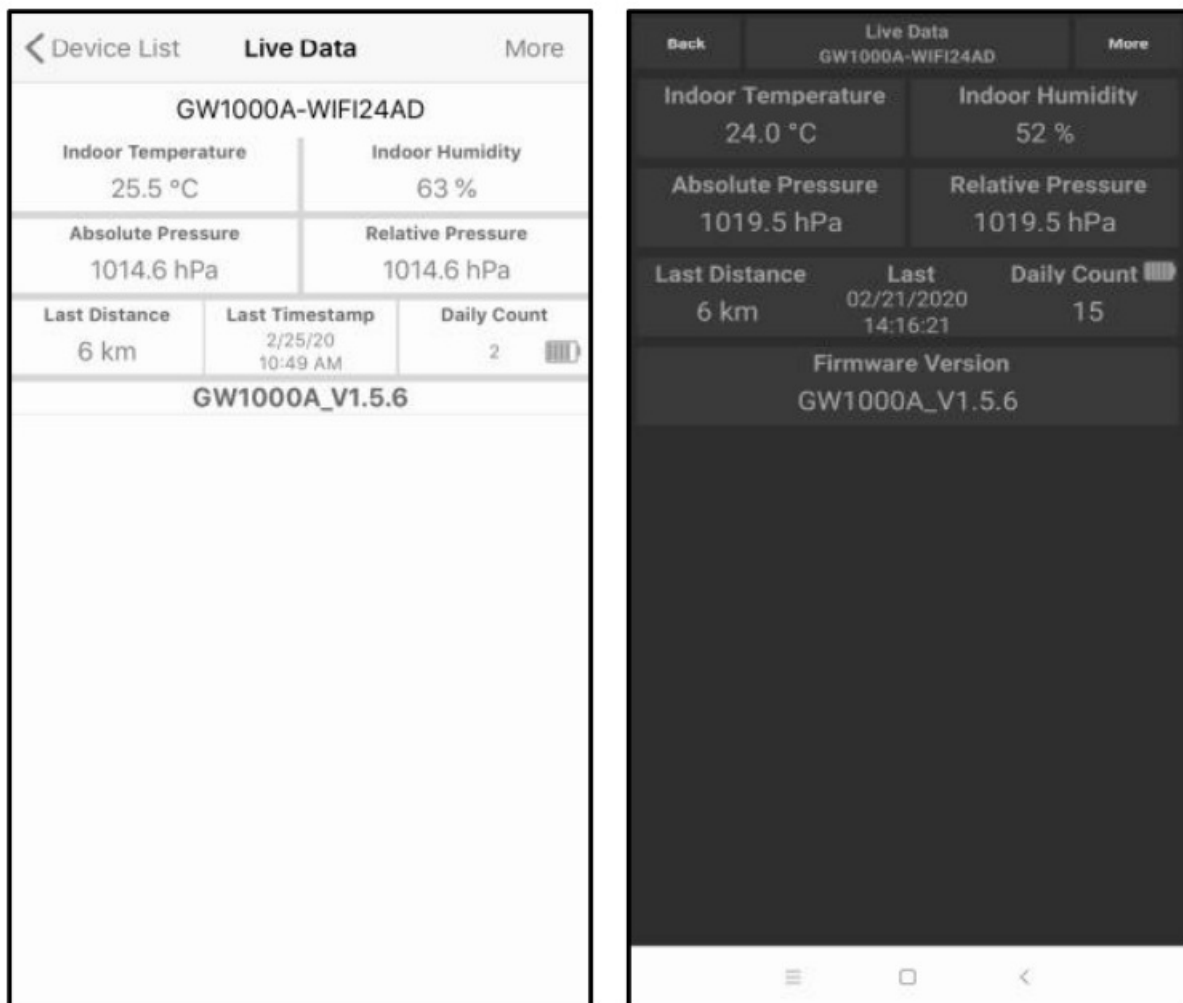 Device List Live Data More
GW1000A-WIFI24AD
Indoor Temperature Indoor Humidity
25.5 °C 63 %
Absolute Pressure Relative Pressure
1014.6 hPa 1014.6 hPa
Last Distance Last Timestamp Daily Count
6 km 2/25/20 2
10:49 AM
GW1000A_V1.5.6
Back Live Data More
GW1000A-WIFI24AD
Indoor Temperature Indoor Humidity
24.0 °C 52 %
Absolute Pressure Relative Pressure
1019.5 hPa 1019.5 hPa
Last Distance Last Daily Count
6 km 02/21/2020 15
14:16:21
Firmware Version
GW1000A_V1.5.6